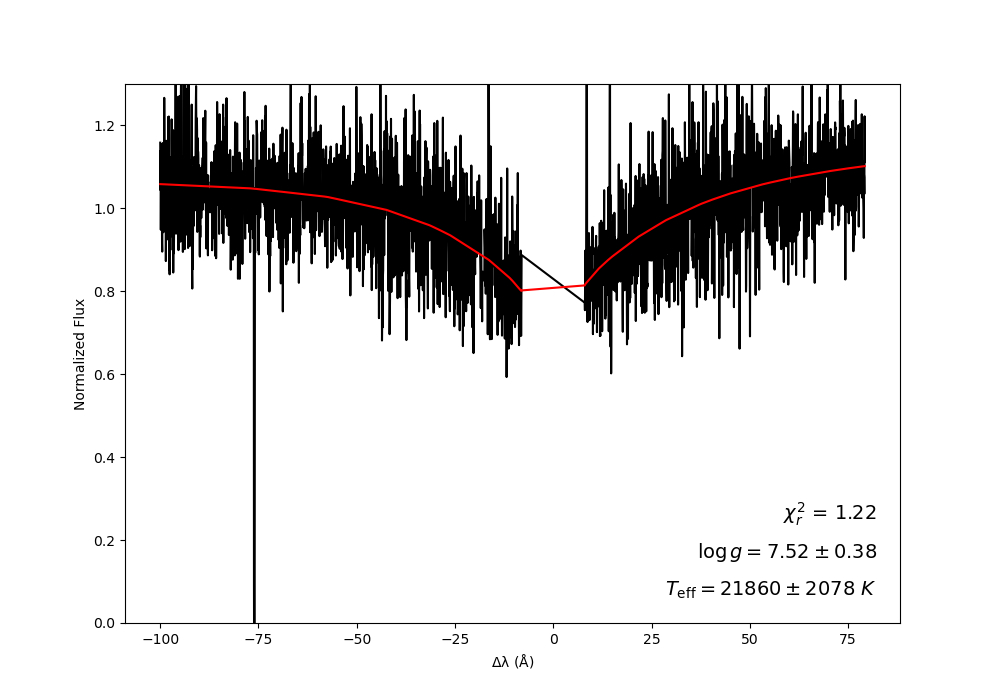 1.2
1.0
0.8
0.6
0.4
0.2
0.0
Normalized Flux
χ²ᵣ = 1.22
log g = 7.52 ± 0.38
T_eff = 21860 ± 2078 K
−100 −75 −50 −25 0 25 50 75
Δλ (Å)